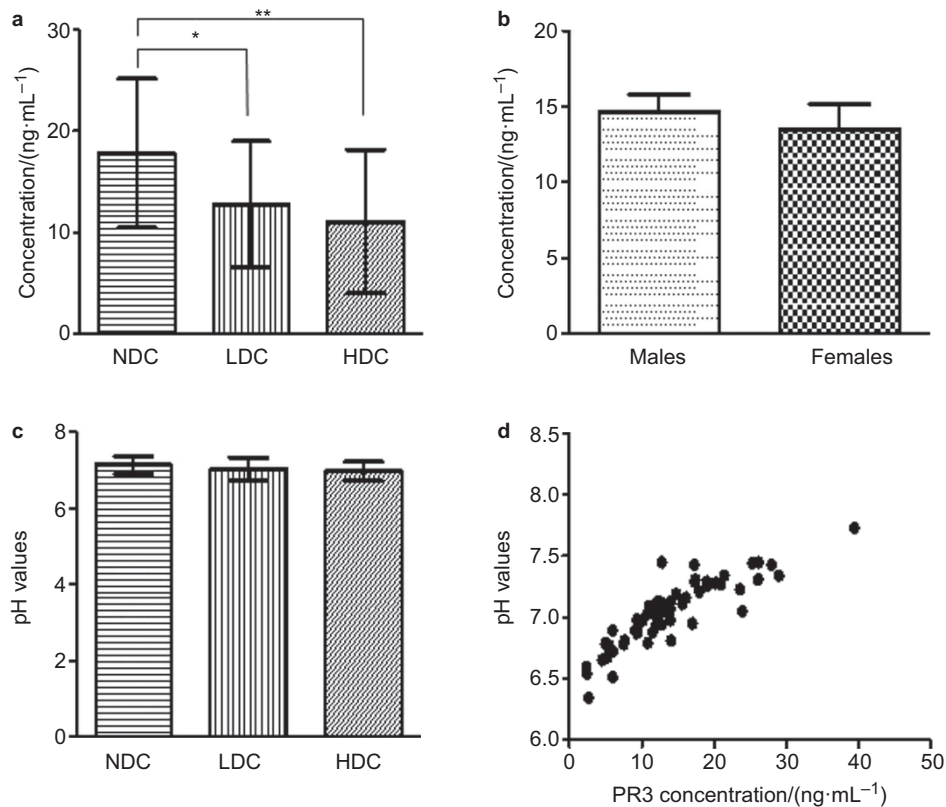 a
Concentration/(ng·mL−1)
30
20
10
0
*
**
NDC LDC HDC
b
Concentration/(ng·mL−1)
20
15
10
5
0
Males Females
c
pH values
8
6
4
2
0
NDC LDC HDC
d
pH values
8.5
8.0
7.5
7.0
6.5
6.0
0 10 20 30 40 50
PR3 concentration/(ng·mL−1)